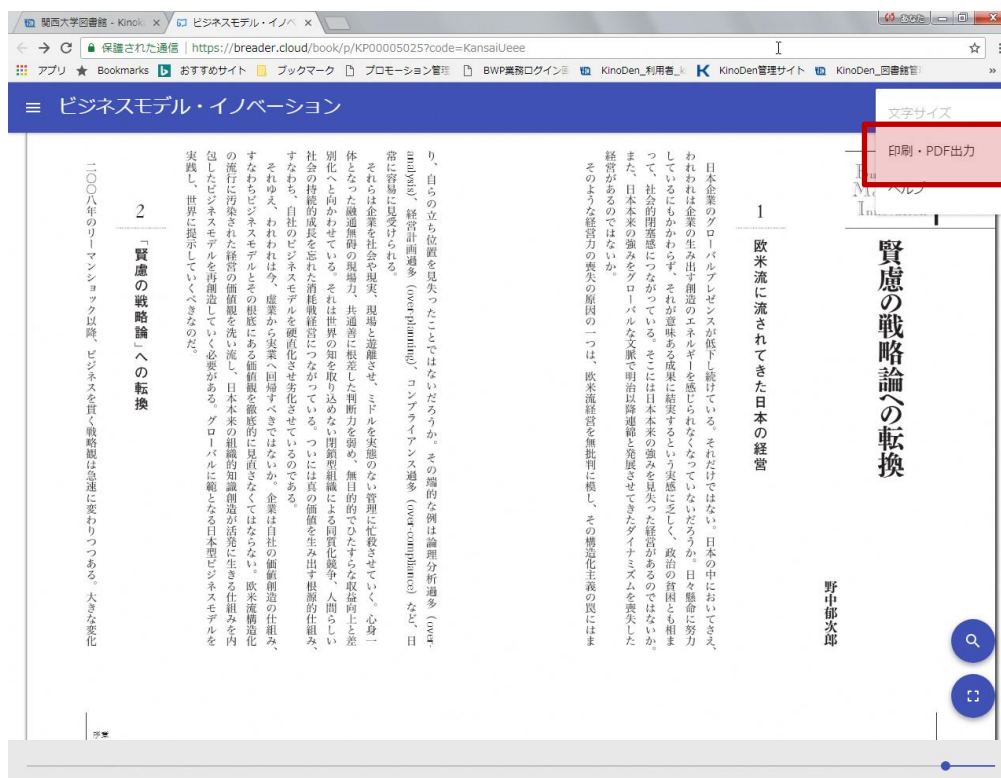 関西大学図書館 - Kinok
ビジネスモデル・イノベ
保護された通信 | https://breader.cloud/book/p/KP00005025?code=KansaiUeee
アプリ Bookmarks おすすめサイト ブックマーク プロモーション管理 BWP業務ログイン画 KinoDen_利用者_k KinoDen管理サイト KinoDen_図書館管 »
ビジネスモデル・イノベーション
文字サイズ
印刷・PDF出力
ヘルプ
賢慮の戦略論への転換
野中郁次郎
1 欧米流に流されてきた日本の経営
日本企業のグローバルプレゼンスが低下し続けている。それだけではない。日本の中においてさえ、
われわれは企業の生み出す創造のエネルギーを感じられなくなっていないだろうか。日々懸命に努力
しているにもかかわらず、それが意味ある成果に結実するという実感に乏しく、政治の貧困とも相ま
って、社会的閉塞感につながっている。そこには日本本来の強みを見失った経営があるのではないか。
また、日本本来の強みをグローバルな文脈で明治以降連綿と発展させてきたダイナミズムを喪失した
経営があるのではないか。
そのような経営力の喪失の原因の一つは、欧米流経営を無批判に模し、その構造化主義の罠にはま
り、自らの立ち位置を見失ったことではないだろうか。その端的な例は論理分析過多（over-
analysis）、経営計画過多（over-planning）、コンプライアンス過多（over-compliance）など、日
常に容易に見受けられる。
それらは企業を社会や現実、現場と遊離させ、ミドルを実態のない管理に忙殺させていく。心身一
体となった融通無碍の現場力、共通善に根差した判断力を弱め、無目的的でひたすらな収益向上と差
別化へと向かわせている。それは世界の知を取り込めない閉鎖型組織による同質化競争、人間らしい
社会の持続的成長を忘れた消耗戦経営につながっている。ついには真の価値を生み出す根源的仕組み、
すなわち、自社のビジネスモデルを硬直化させ劣化させているのである。
それゆえ、われわれは今、虚業から実業へ回帰すべきではないか。企業は自社の価値創造の仕組み、
すなわちビジネスモデルとその根底にある価値観を徹底的に見直さなくてはならない。欧米流構造化
の流行に汚染された経営の価値観を洗い流し、日本本来の組織的知識創造が活発に生きる仕組みを内
包したビジネスモデルを再創造していく必要がある。グローバルに範となる日本型ビジネスモデルを
実践し、世界に提示していくべきなのだ。
2 「賢慮の戦略論」への転換
二〇〇八年のリーマンショック以降、ビジネスを貫く戦略観は急速に変わりつつある。大きな変化